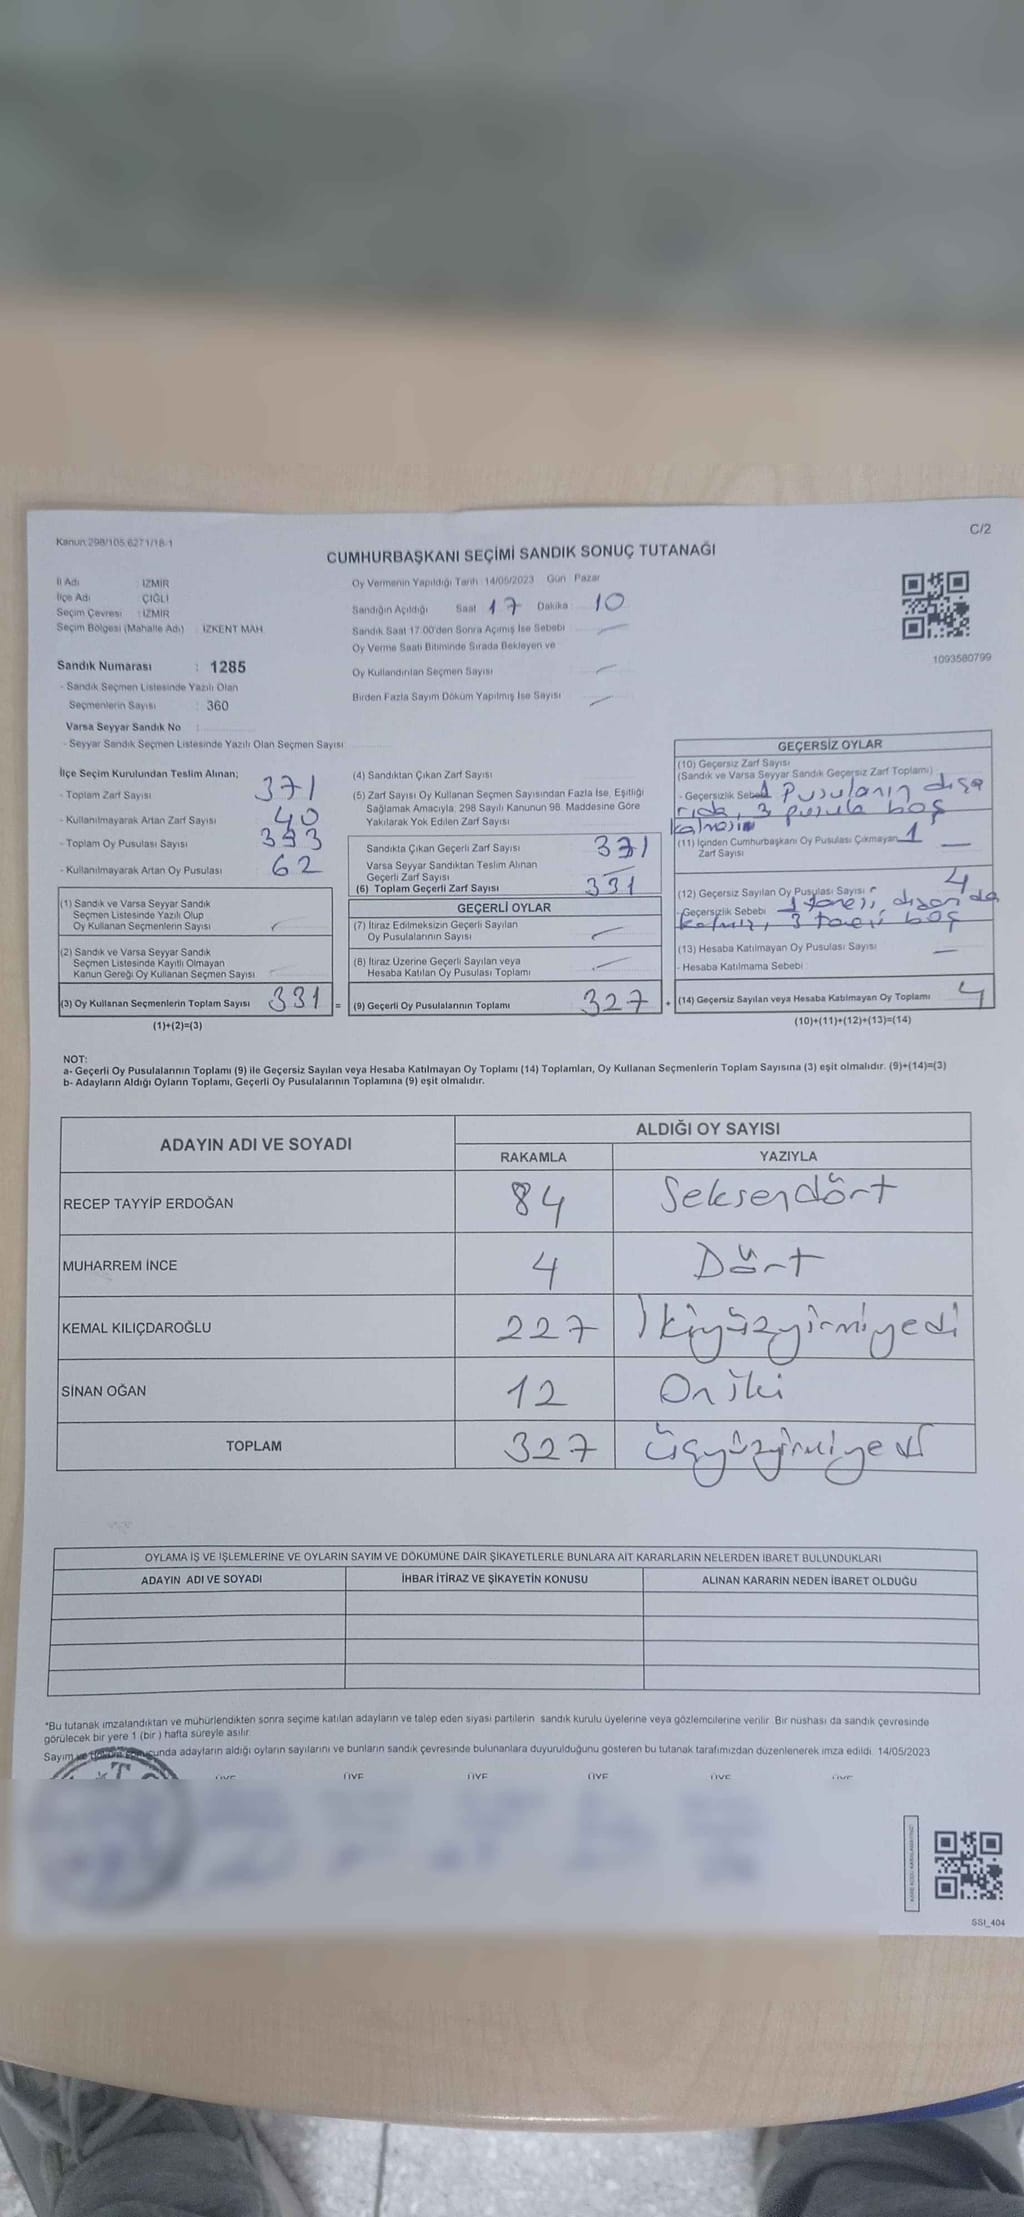 Kanun:298/105,6271/18-1
C/2
CUMHURBAŞKANI SEÇİMİ SANDIK SONUÇ TUTANAĞI
İl Adı : İZMİR
İlçe Adı : ÇİĞLİ
Seçim Çevresi : İZMİR
Seçim Bölgesi (Mahalle Adı) : İZKENT MAH
Sandık Numarası : 1285
- Sandık Seçmen Listesinde Yazılı Olan
Seçmenlerin Sayısı : 360
Varsa Seyyar Sandık No :
- Seyyar Sandık Seçmen Listesinde Yazılı Olan Seçmen Sayısı
Oy Vermenin Yapıldığı Tarih : 14/05/2023 Gün : Pazar
Sandığın Açıldığı Saat 17 Dakika : 10
Sandık Saat 17:00'den Sonra Açımış İse Sebebi : —
Oy Verme Saati Bitiminde Sırada Bekleyen ve
Oy Kullandırılan Seçmen Sayısı : —
Birden Fazla Sayım Döküm Yapılmış İse Sayısı : —
1093580799
İlçe Seçim Kurulundan Teslim Alınan;
- Toplam Zarf Sayısı 371
- Kullanılmayarak Artan Zarf Sayısı 40
- Toplam Oy Pusulası Sayısı 393
- Kullanılmayarak Artan Oy Pusulası 62
(1) Sandık ve Varsa Seyyar Sandık
Seçmen Listesinde Yazılı Olup
Oy Kullanan Seçmenlerin Sayısı —
(2) Sandık ve Varsa Seyyar Sandık
Seçmen Listesinde Kayıtlı Olmayan
Kanun Gereği Oy Kullanan Seçmen Sayısı —
(3) Oy Kullanan Seçmenlerin Toplam Sayısı 331 =
(1)+(2)=(3)
(4) Sandıktan Çıkan Zarf Sayısı
(5) Zarf Sayısı Oy Kullanan Seçmen Sayısından Fazla İse, Eşitliği
Sağlamak Amacıyla, 298 Sayılı Kanunun 98. Maddesine Göre
Yakılarak Yok Edilen Zarf Sayısı
Sandıkta Çıkan Geçerli Zarf Sayısı 331
Varsa Seyyar Sandıktan Teslim Alınan
Geçerli Zarf Sayısı —
(6) Toplam Geçerli Zarf Sayısı 331
GEÇERLİ OYLAR
(7) İtiraz Edilmeksizin Geçerli Sayılan
Oy Pusulalarının Sayısı —
(8) İtiraz Üzerine Geçerli Sayılan veya
Hesaba Katılan Oy Pusulası Toplamı —
(9) Geçerli Oy Pusulalarının Toplamı 327 +
GEÇERSİZ OYLAR
(10) Geçersiz Zarf Sayısı
(Sandık ve Varsa Seyyar Sandık Geçersiz Zarf Toplamı)
- Geçersizlik Sebebi 1 Pusulanın dışa
rıda, 3 pusula boş
kalması
(11) İçinden Cumhurbaşkanı Oy Pusulası Çıkmayan 1 —
Zarf Sayısı
(12) Geçersiz Sayılan Oy Pusulası Sayısı 4
-Geçersizlik Sebebi 1 tanesi dışarıda
3 tanesi boş
(13) Hesaba Katılmayan Oy Pusulası Sayısı —
- Hesaba Katılmama Sebebi
(14) Geçersiz Sayılan veya Hesaba Katılmayan Oy Toplamı 4
(10)+(11)+(12)+(13)=(14)
NOT:
a- Geçerli Oy Pusulalarının Toplamı (9) ile Geçersiz Sayılan veya Hesaba Katılmayan Oy Toplamı (14) Toplamları, Oy Kullanan Seçmenlerin Toplam Sayısına (3) eşit olmalıdır. (9)+(14)=(3)
b- Adayların Aldığı Oyların Toplamı, Geçerli Oy Pusulalarının Toplamına (9) eşit olmalıdır.
ADAYIN ADI VE SOYADI
ALDIĞI OY SAYISI
RAKAMLA YAZIYLA
RECEP TAYYİP ERDOĞAN 84 Seksendört
MUHARREM İNCE 4 Dört
KEMAL KILIÇDAROĞLU 227 İkiyüzyirmiyedi
SİNAN OĞAN 12 Oniki
TOPLAM 327 Üçyüzyirmiyedi
OYLAMA İŞ VE İŞLEMLERİNE VE OYLARIN SAYIM VE DÖKÜMÜNE DAİR ŞİKAYETLERLE BUNLARA AİT KARARLARIN NELERDEN İBARET BULUNDUKLARI
ADAYIN ADI VE SOYADI İHBAR İTİRAZ VE ŞİKAYETİN KONUSU ALINAN KARARIN NEDEN İBARET OLDUĞU
*Bu tutanak imzalandıktan ve mühürlendikten sonra seçime katılan adayların ve talep eden siyasi partilerin sandık kurulu üyelerine veya gözlemcilerine verilir. Bir nüshası da sandık çevresinde
görülecek bir yere 1 (bir ) hafta süreyle asılır.
Sayım ve döküm sonucunda adayların aldığı oyların sayılarını ve bunların sandık çevresinde bulunanlara duyurulduğunu gösteren bu tutanak tarafımızdan düzenlenerek imza edildi. 14/05/2023
ÜYE ÜYE ÜYE ÜYE ÜYE ÜYE
SSI_404